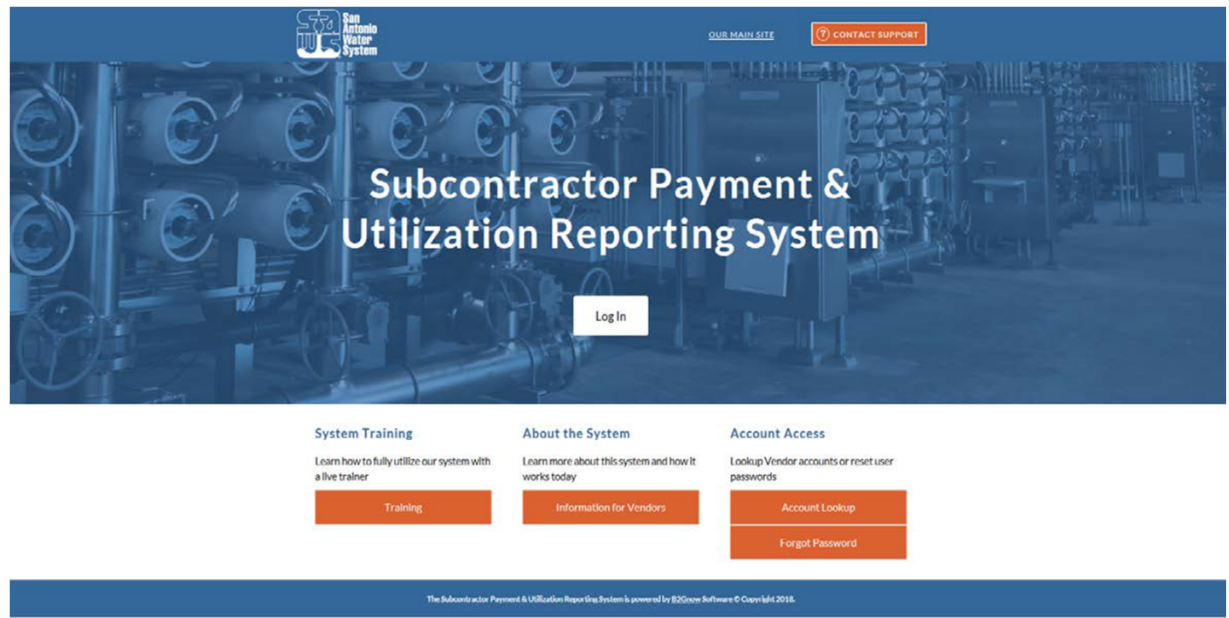 San
Antonio
Water
System
OUR MAIN SITE
? CONTACT SUPPORT
Subcontractor Payment &
Utilization Reporting System
Log In
System Training
Learn how to fully utilize our system with
a live trainer
Training
About the System
Learn more about this system and how it
works today
Information for Vendors
Account Access
Lookup Vendor accounts or reset user
passwords
Account Lookup
Forgot Password
The Subcontractor Payment & Utilization Reporting System is powered by B2Gnow Software © Copyright 2018.